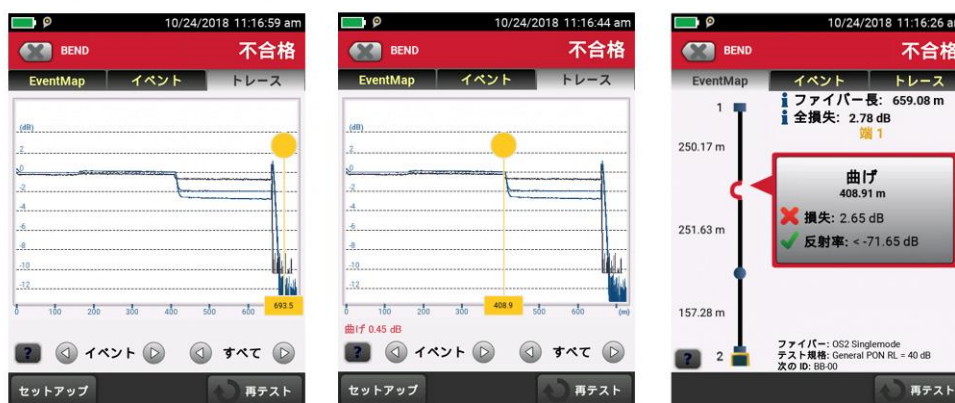 10/24/2018 11:16:59 am
BEND
不合格
EventMap イベント トレース
(dB)
2
0
-2
-4
-6
-8
-10
-12
0 100 200 300 400 500 600 693.5
? イベント すべて
セットアップ 再テスト
10/24/2018 11:16:44 am
BEND
不合格
EventMap イベント トレース
(dB)
2
0
-2
-4
-6
-8
-10
-12
0 100 200 300 408.9 500 600 (m)
曲げ 0.45 dB
? イベント すべて
セットアップ 再テスト
10/24/2018 11:16:26 am
BEND
不合格
EventMap イベント トレース
1
i ファイバー長: 659.08 m
i 全損失: 2.78 dB
端 1
250.17 m
曲げ
408.91 m
損失: 2.65 dB
反射率: < -71.65 dB
251.63 m
157.28 m
? 2
ファイバー: OS2 Singlemode
テスト規格: General PON RL = 40 dB
次の ID: BB-00
再テスト